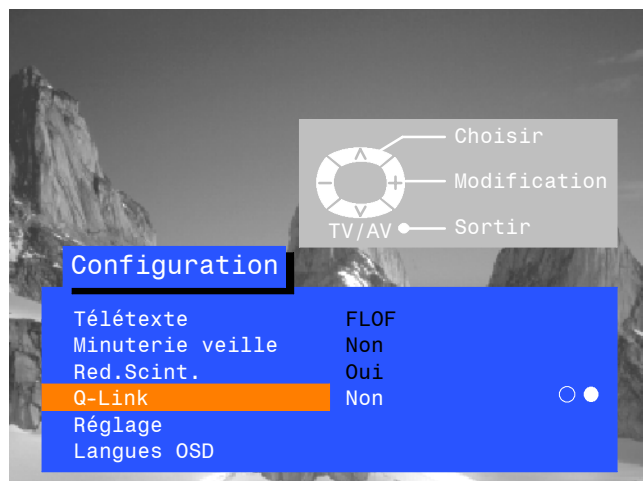 Choisir
Modification
TV/AV Sortir
Configuration
Télétexte FLOF
Minuterie veille Non
Red.Scint. Oui
Q-Link Non
Réglage
Langues OSD